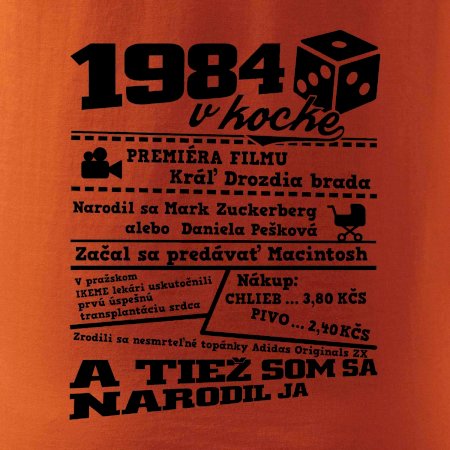 1984
v kocke
PREMIÉRA FILMU
Kráľ Drozdia brada
Narodil sa Mark Zuckerberg
alebo Daniela Pešková
Začal sa predávať Macintosh
V pražskom
IKEME lekári uskutočnili
prvú úspešnú
transplantáciu srdca
Nákup:
CHLIEB ... 3,80 KČS
PIVO ... 2,40 KČS
Zrodili sa nesmrteľné topánky Adidas Originals ZX
A TIEŽ SOM SA
NARODIL JA